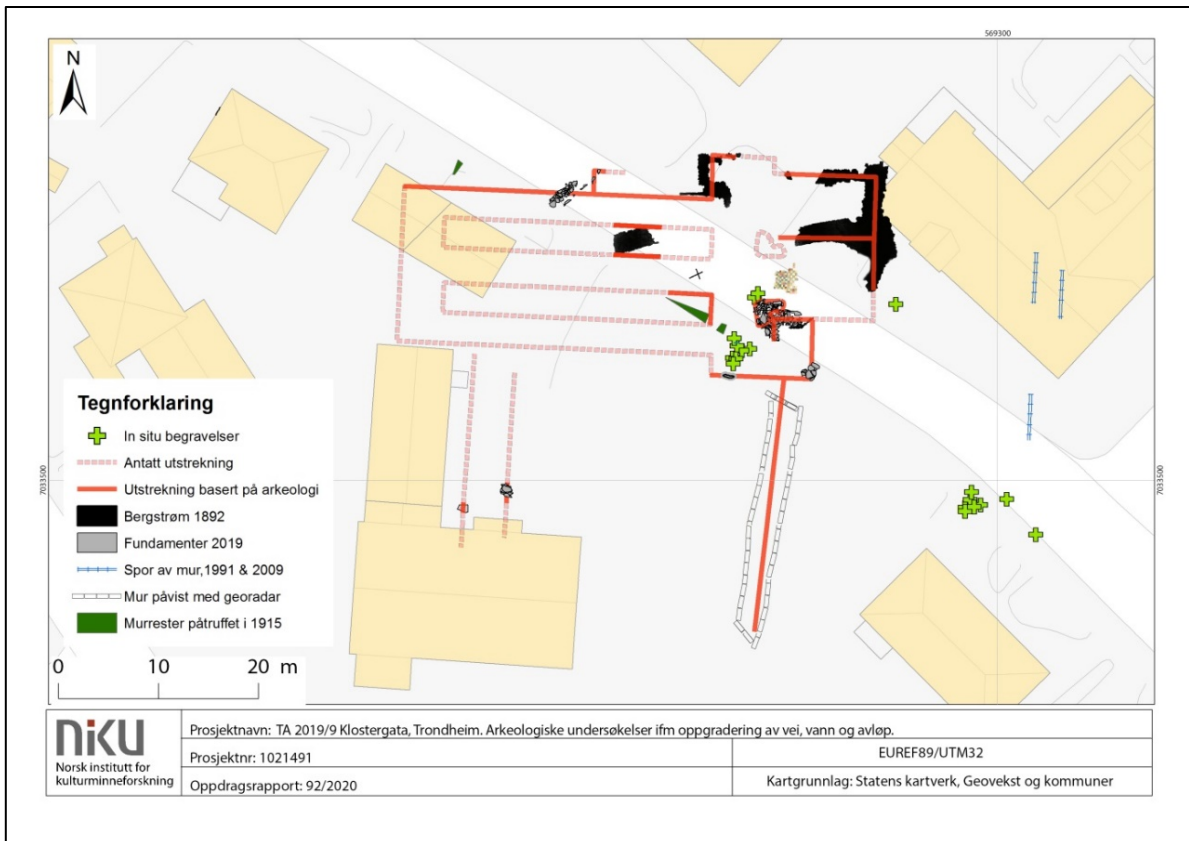 569300
N
7033500
7033500
Tegnforklaring
In situ begravelser
Antatt utstrekning
Utstrekning basert på arkeologi
Bergstrøm 1892
Fundamenter 2019
Spor av mur,1991 & 2009
Mur påvist med georadar
Murrester påtruffet i 1915
0 10 20 m
niku
Norsk institutt for
kulturminneforskning
Prosjektnavn: TA 2019/9 Klostergata, Trondheim. Arkeologiske undersøkelser ifm oppgradering av vei, vann og avløp.
Prosjektnr: 1021491
EUREF89/UTM32
Oppdragsrapport: 92/2020
Kartgrunnlag: Statens kartverk, Geovekst og kommuner